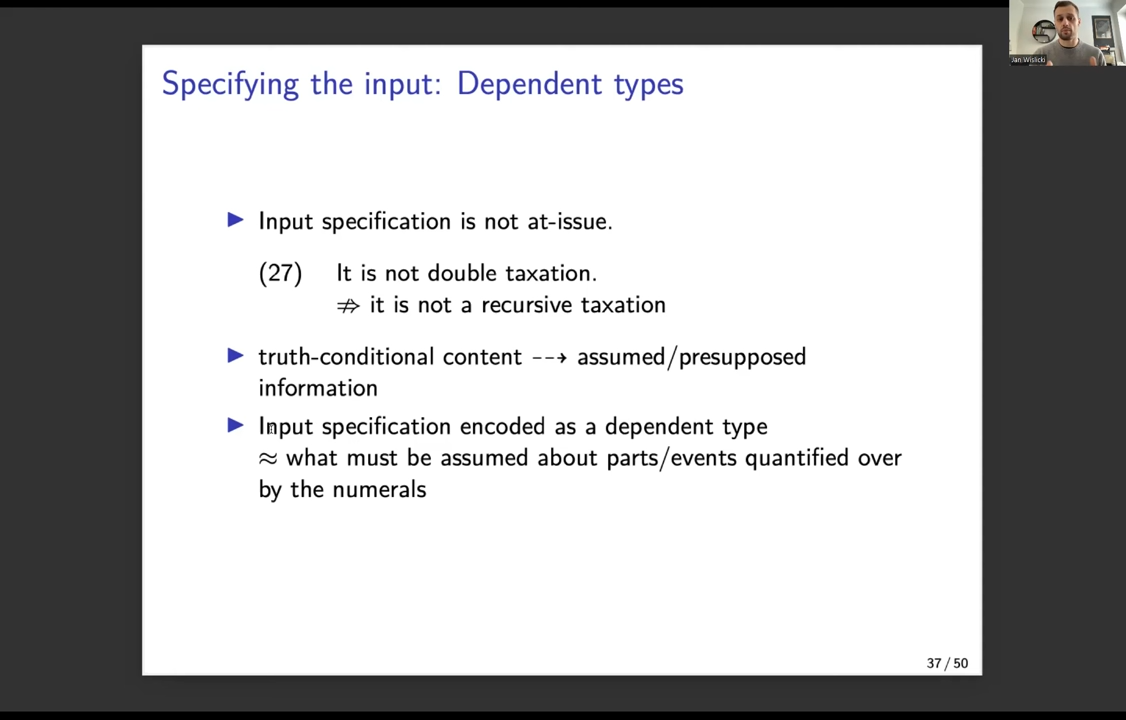 Jan Wislicki
Specifying the input: Dependent types
▶ Input specification is not at-issue.
(27) It is not double taxation.
⇏ it is not a recursive taxation
▶ truth-conditional content ⇢ assumed/presupposed
information
▶ Input specification encoded as a dependent type
≈ what must be assumed about parts/events quantified over
by the numerals
37 / 50